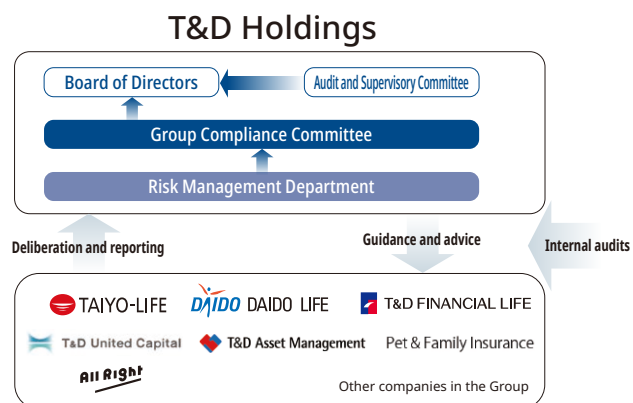 T&D Holdings
Board of Directors
Audit and Supervisory Committee
Group Compliance Committee
Risk Management Department
Deliberation and reporting
Guidance and advice
Internal audits
TAIYO-LIFE
DAIDO DAIDO LIFE
T&D FINANCIAL LIFE
T&D United Capital
T&D Asset Management
Pet & Family Insurance
All Right
Other companies in the Group